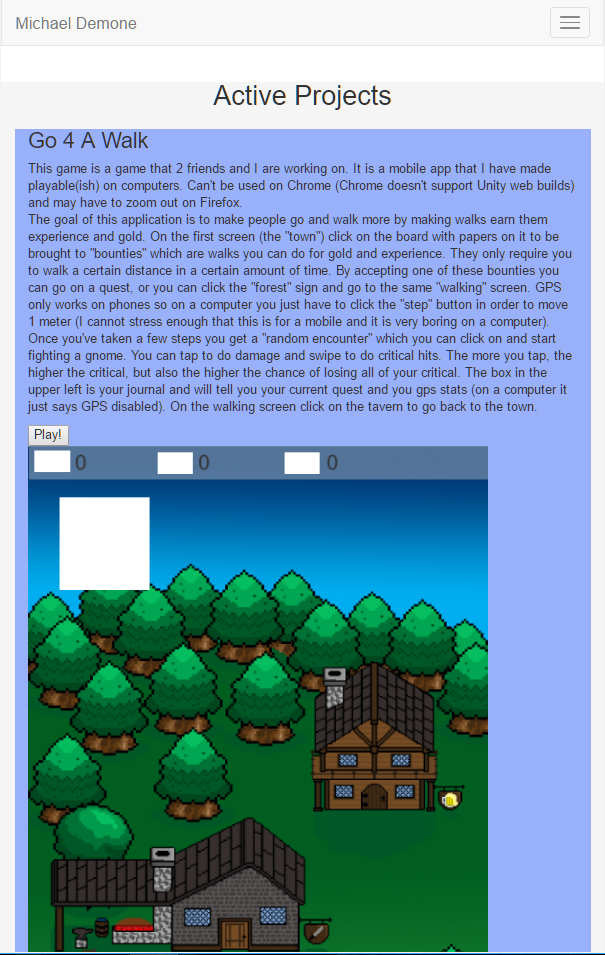 Michael Demone
Active Projects
Go 4 A Walk
This game is a game that 2 friends and I are working on. It is a mobile app that I have made
playable(ish) on computers. Can't be used on Chrome (Chrome doesn't support Unity web builds)
and may have to zoom out on Firefox.
The goal of this application is to make people go and walk more by making walks earn them
experience and gold. On the first screen (the "town") click on the board with papers on it to be
brought to "bounties" which are walks you can do for gold and experience. They only require you
to walk a certain distance in a certain amount of time. By accepting one of these bounties you
can go on a quest, or you can click the "forest" sign and go to the same "walking" screen. GPS
only works on phones so on a computer you just have to click the "step" button in order to move
1 meter (I cannot stress enough that this is for a mobile and it is very boring on a computer).
Once you've taken a few steps you get a "random encounter" which you can click on and start
fighting a gnome. You can tap to do damage and swipe to do critical hits. The more you tap, the
higher the critical, but also the higher the chance of losing all of your critical. The box in the
upper left is your journal and will tell you your current quest and you gps stats (on a computer it
just says GPS disabled). On the walking screen click on the tavern to go back to the town.
Play!
0 0 0